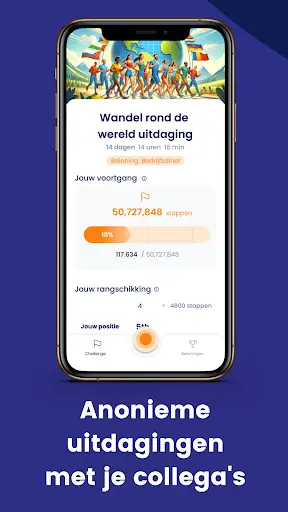 Wandel rond de
wereld uitdaging
14 dagen 14 uren 16 min
Beloning: Bedrijfsdiner
Jouw voortgang
50,727,848 stappen
18%
117.634 / 50,727,848
Jouw rangschikking
4 + 4800 stappen
Jouw positie 5th
Challenge
Beloningen
Anonieme
uitdagingen
met je collega's